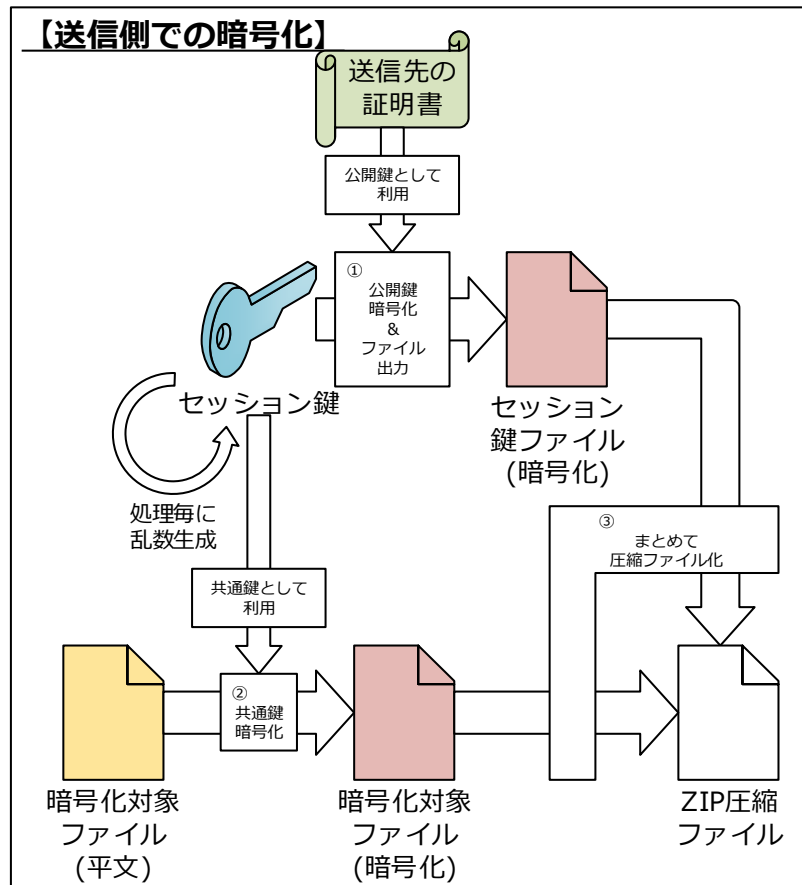 【送信側での暗号化】
送信先の
証明書
公開鍵として
利用
①
公開鍵
暗号化
&
ファイル
出力
セッション鍵
セッション
鍵ファイル
(暗号化)
処理毎に
乱数生成
③
まとめて
圧縮ファイル化
共通鍵として
利用
②
共通鍵
暗号化
暗号化対象
ファイル
(平文)
暗号化対象
ファイル
(暗号化)
ZIP圧縮
ファイル